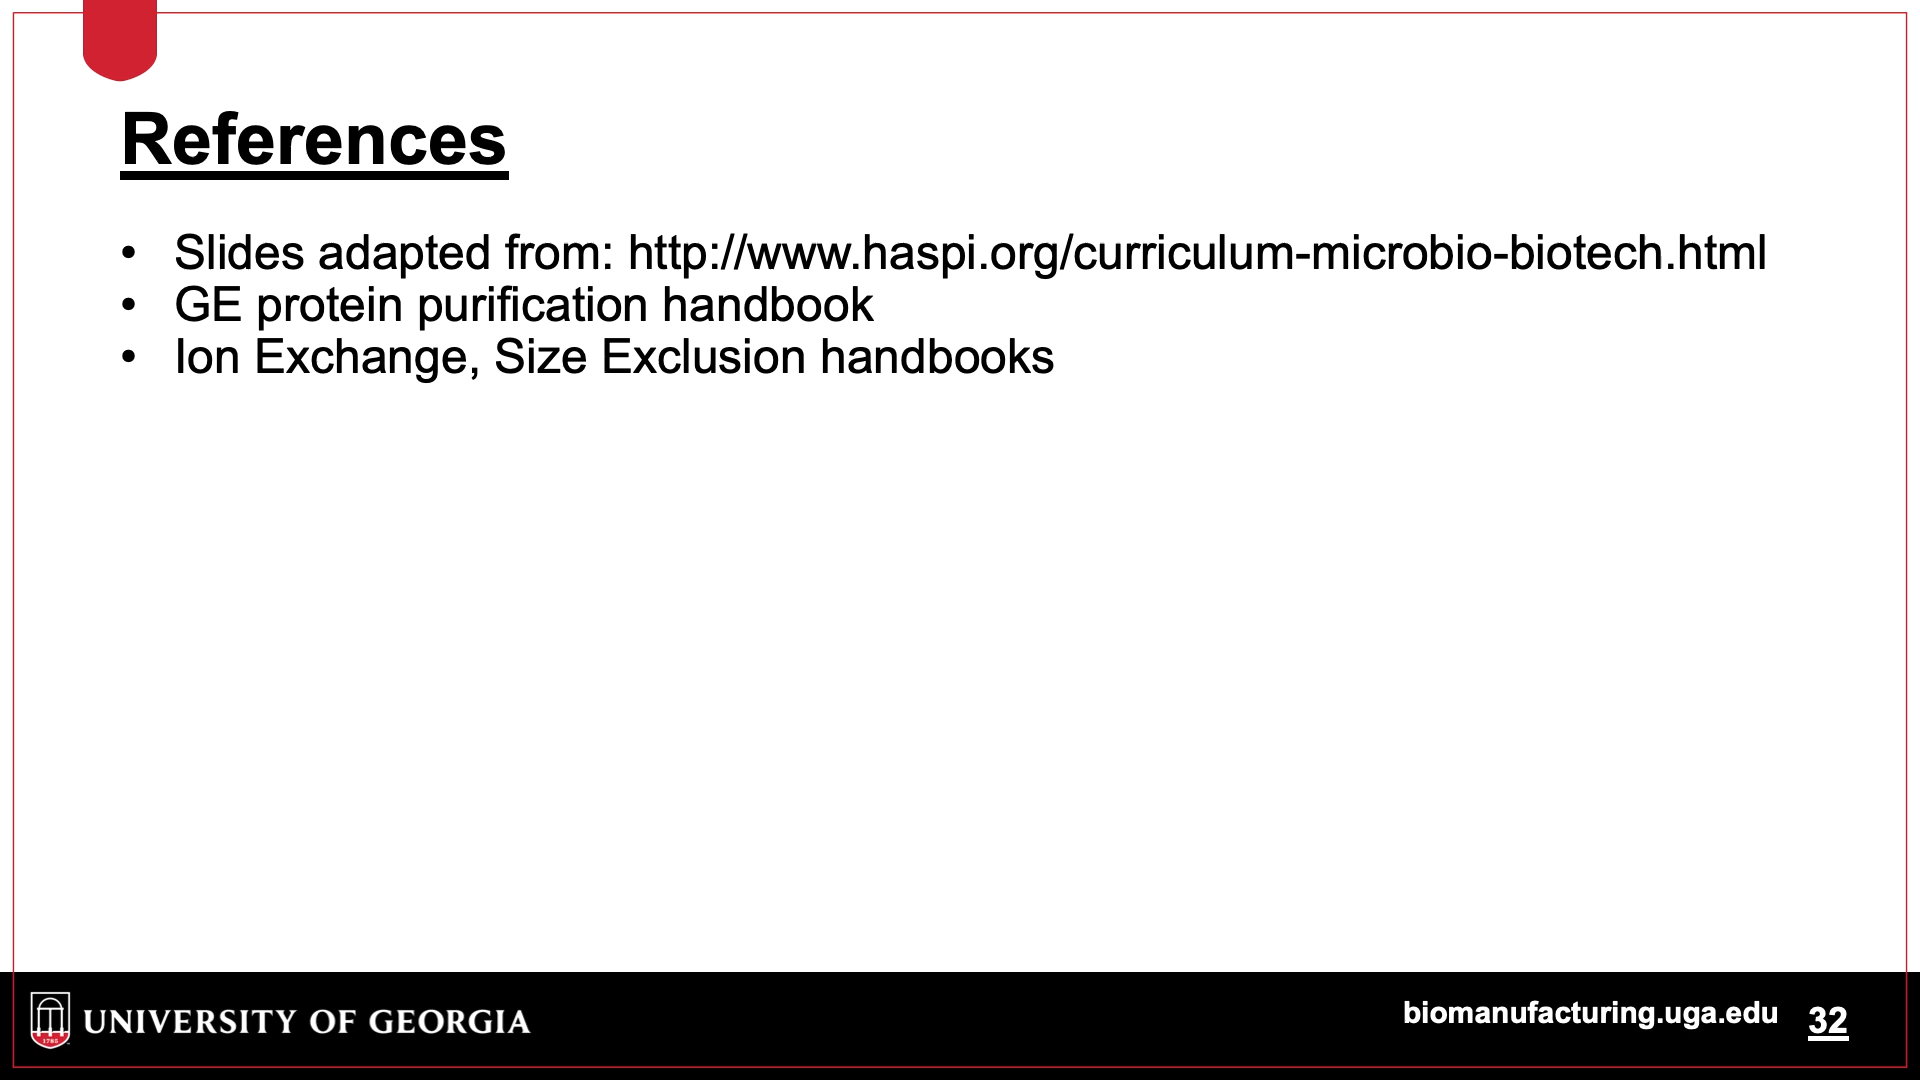 References
• Slides adapted from: http://www.haspi.org/curriculum-microbio-biotech.html
• GE protein purification handbook
• Ion Exchange, Size Exclusion handbooks
1785
UNIVERSITY OF GEORGIA
biomanufacturing.uga.edu
32